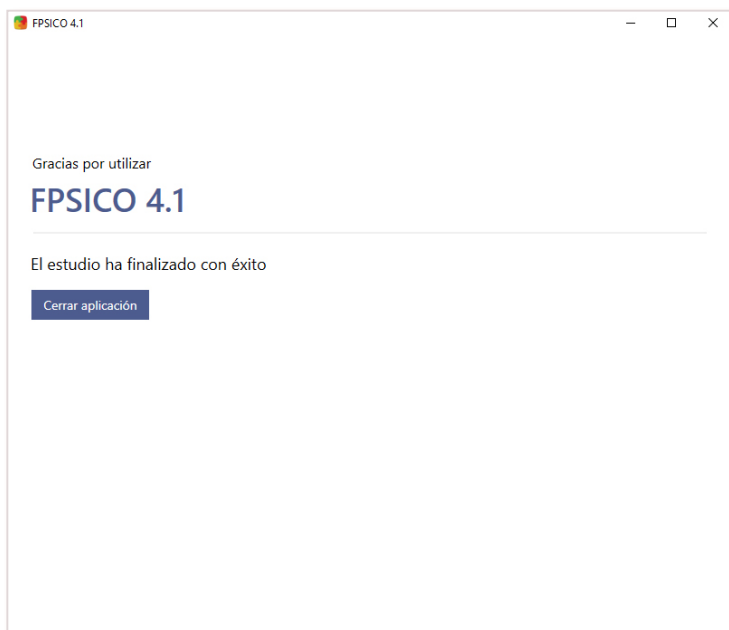 FPSICO 4.1
Gracias por utilizar
FPSICO 4.1
El estudio ha finalizado con éxito
Cerrar aplicación